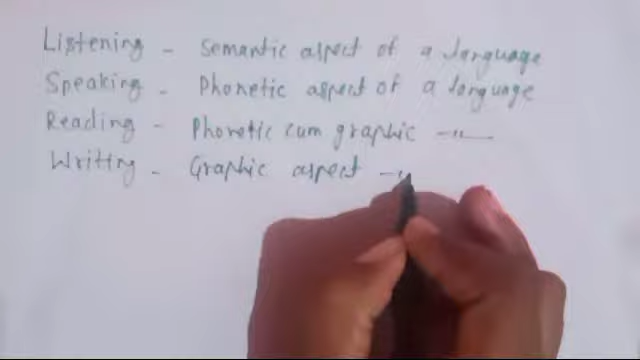 Listening - Semantic aspect of a language
Speaking - Phonetic aspect of a language
Reading - Phonetic cum graphic -"-
Writing - Graphic aspect -"